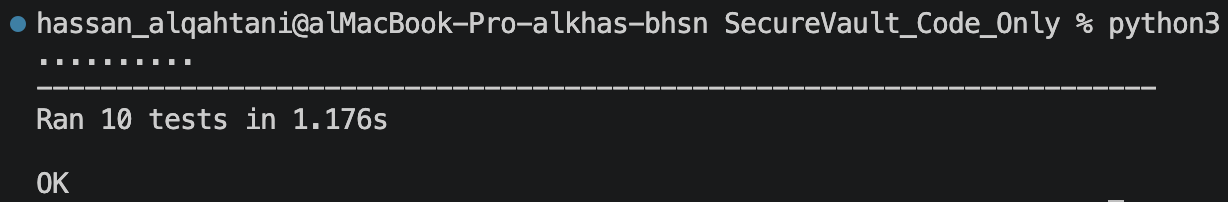 hassan_alqahtani@alMacBook-Pro-alkhas-bhsn SecureVault_Code_Only % python3
..........
----------------------------------------------------------------------
Ran 10 tests in 1.176s
OK